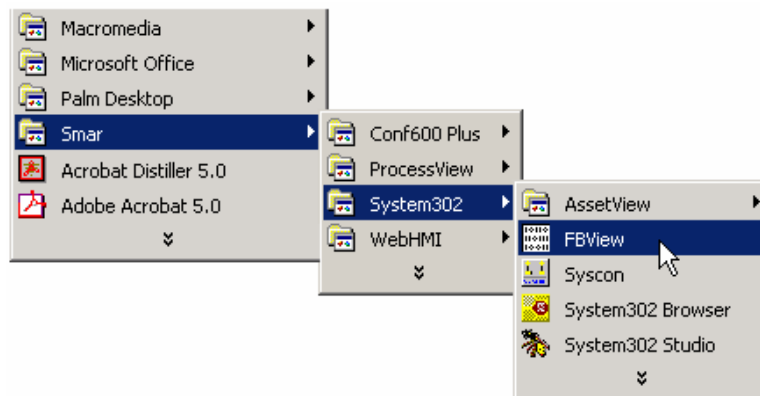 Macromedia
Microsoft Office
Palm Desktop
Smar
Acrobat Distiller 5.0
Adobe Acrobat 5.0
Conf600 Plus
ProcessView
System302
WebHMI
AssetView
FBView
Syscon
System302 Browser
System302 Studio